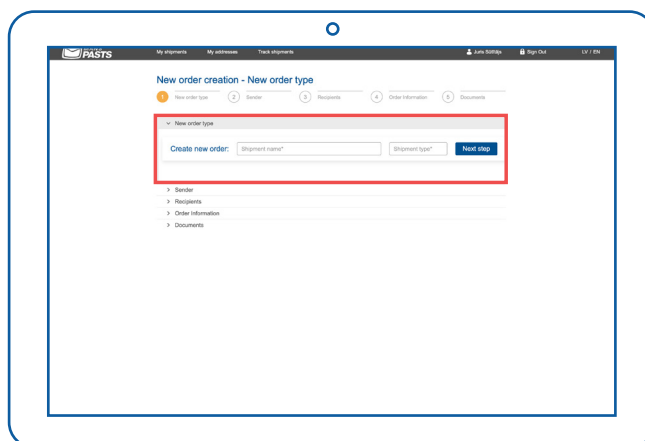 PASTS
My shipments My addresses Track shipments Sign Out LV / EN
New order creation - New order type
1 New order type 2 Sender 3 Recipients 4 Order Information 5 Documents
New order type
Create new order: Shipment name* Shipment type* Next step
Sender
Recipients
Order Information
Documents